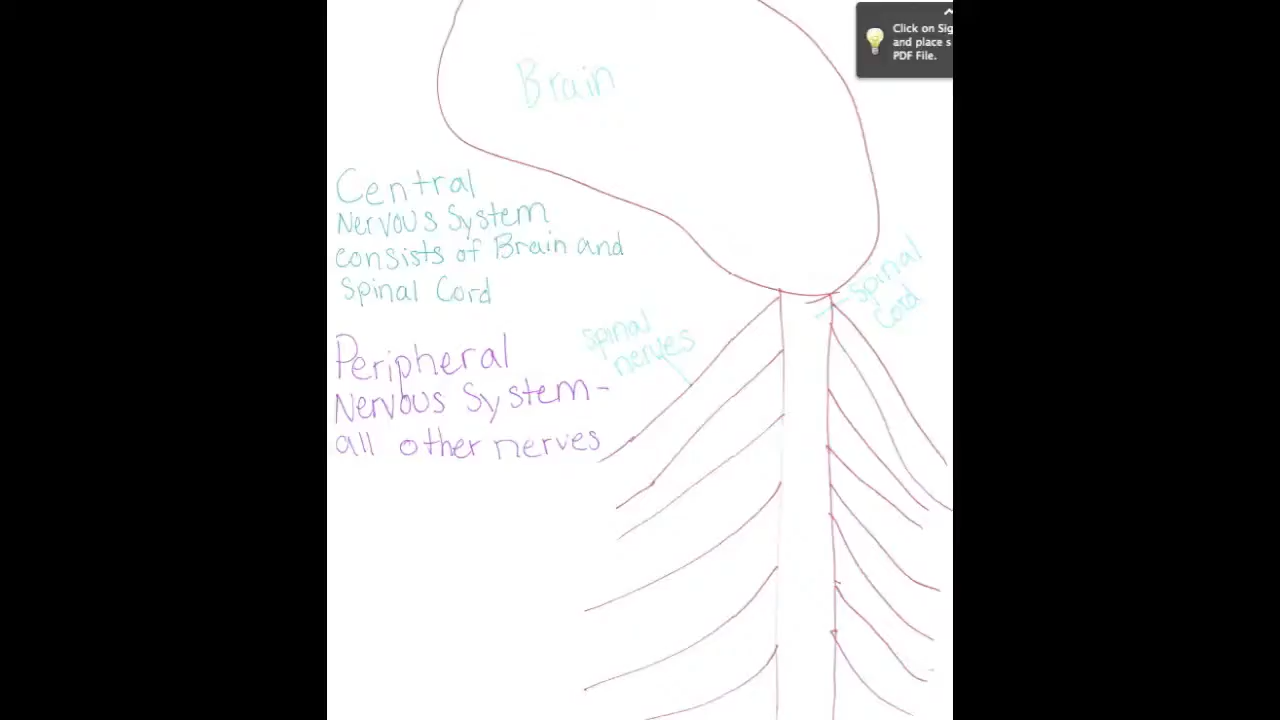 Click on Sig
and place s
PDF File.
Brain
Central
Nervous System
consists of Brain and
Spinal Cord
spinal
cord
spinal
nerves
Peripheral
Nervous System-
all other nerves